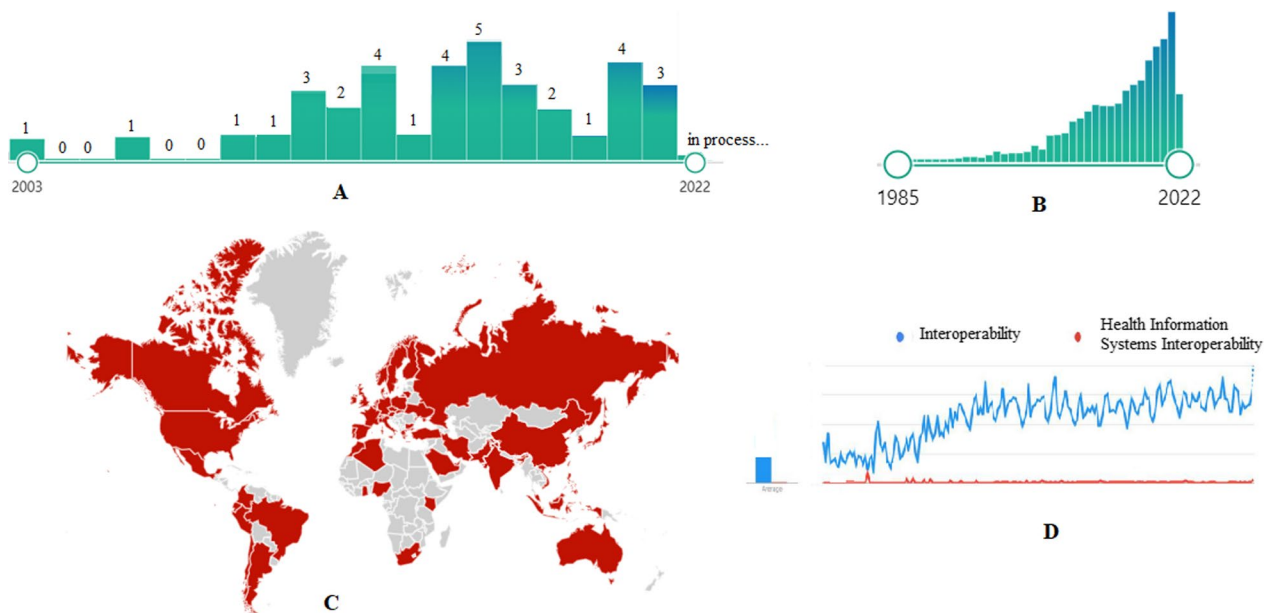 1
0
0
1
0
0
1
1
3
2
4
1
4
5
3
2
1
4
3
in process...
2003
2022
A
1985
2022
B
C
Interoperability
Health Information
Systems Interoperability
Average
D